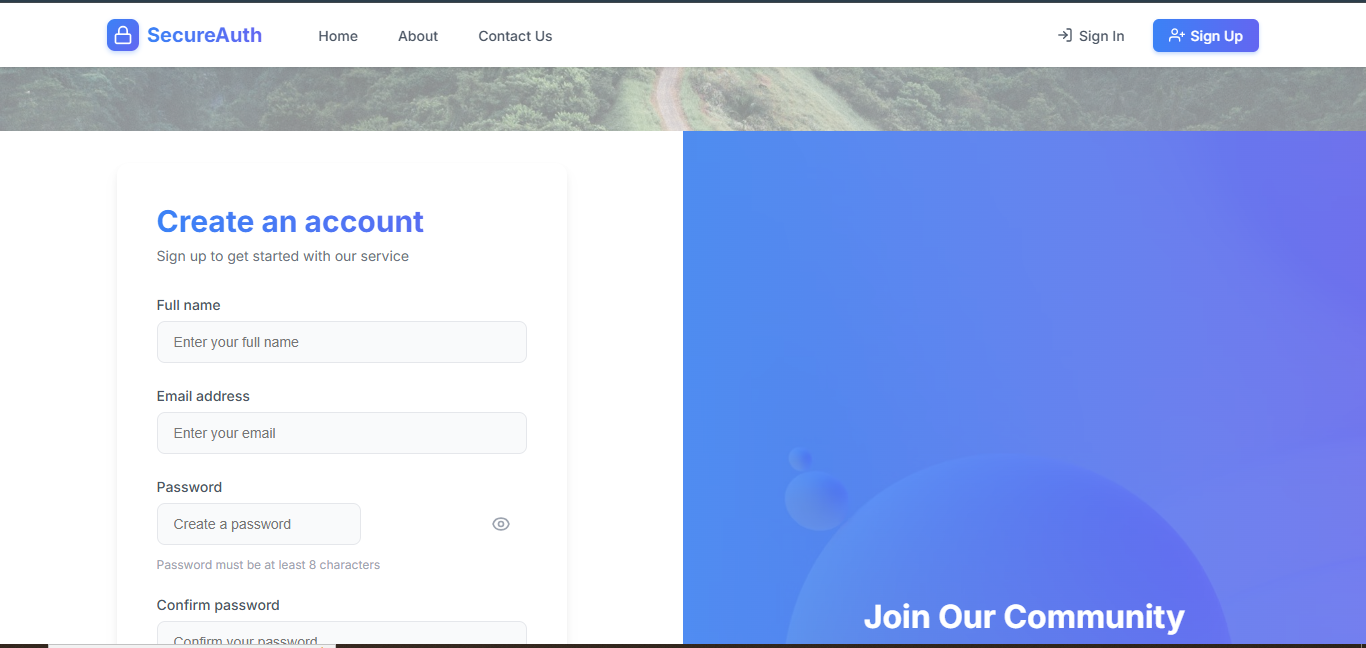 SecureAuth
Home
About
Contact Us
Sign In
Sign Up
Create an account
Sign up to get started with our service
Full name
Enter your full name
Email address
Enter your email
Password
Create a password
Password must be at least 8 characters
Confirm password
Confirm your password
Join Our Community